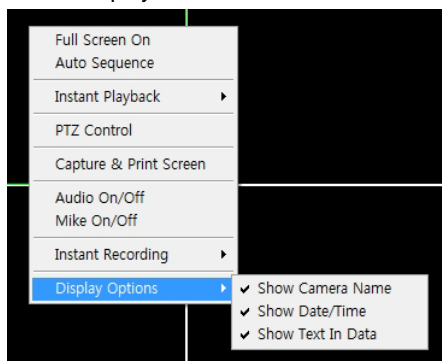 Full Screen On
Auto Sequence
Instant Playback
PTZ Control
Capture & Print Screen
Audio On/Off
Mike On/Off
Instant Recording
Display Options
Show Camera Name
Show Date/Time
Show Text In Data